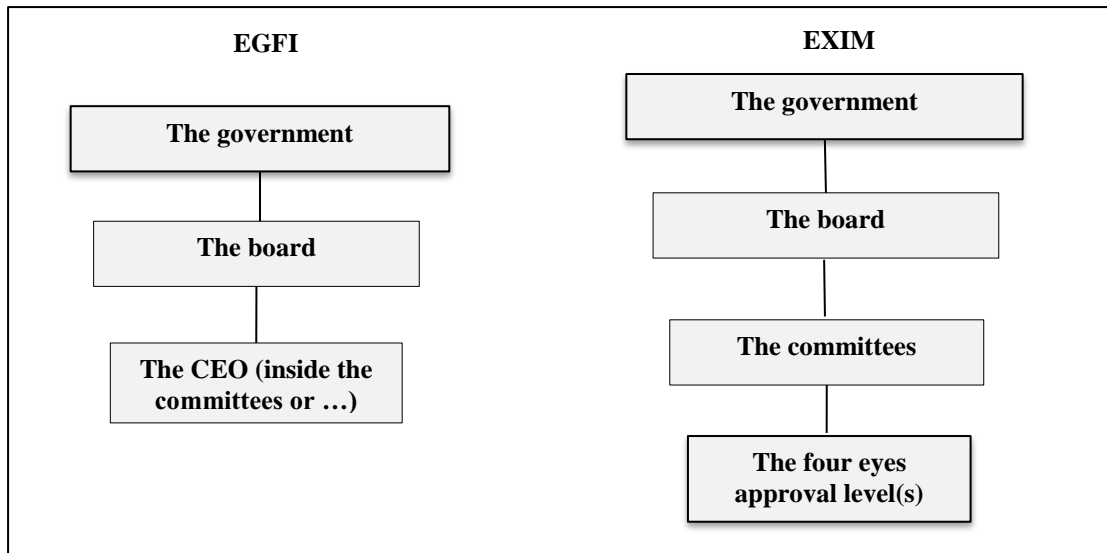 EGFI
The government
The board
The CEO (inside the
committees or …)
EXIM
The government
The board
The committees
The four eyes
approval level(s)